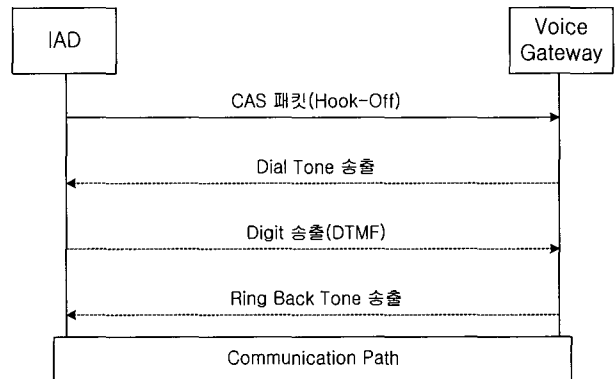 IAD
Voice
Gateway
CAS 패킷(Hook-Off)
Dial Tone 송출
Digit 송출(DTMF)
Ring Back Tone 송출
Communication Path